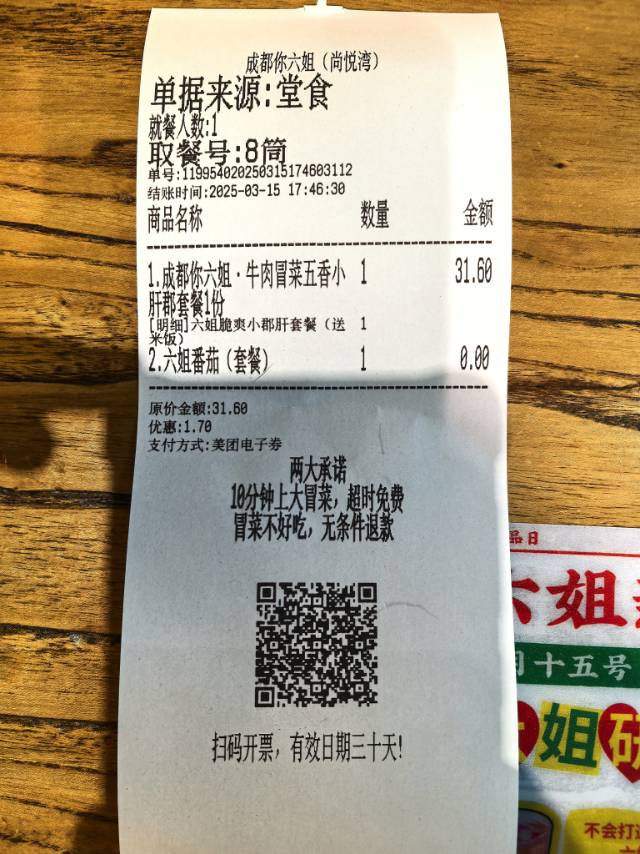 成都你六姐（尚悦湾）
单据来源:堂食
就餐人数:1
取餐号:8筒
单号:119954020250315174603112
结账时间:2025-03-15 17:46:30
商品名称 数量 金额
1.成都你六姐·牛肉冒菜五香小 1 31.60
肝郡套餐1份
[明细]六姐脆爽小郡肝套餐（送 1
米饭）
2.六姐番茄（套餐） 1 0.00
原价金额:31.60
优惠:1.70
支付方式:美团电子券
两大承诺
10分钟上大冒菜，超时免费
冒菜不好吃，无条件退款
扫码开票，有效日期三十天!
品日
六姐
月十五号
姐研
不会打